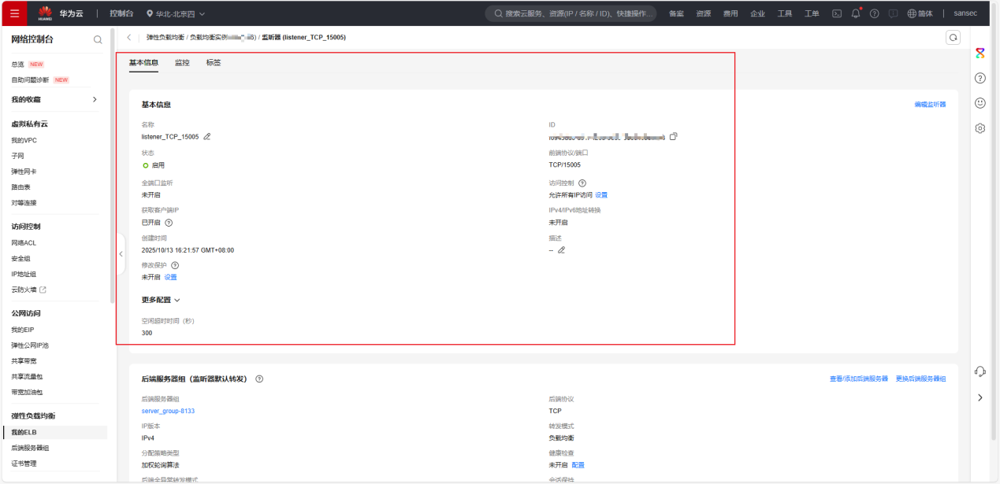 HUAWEI 华为云 | 控制台 华北-北京四 搜索云服务、资源(IP / 名称 / ID)、快捷操作... 备案 资源 费用 企业 工具 工单 简体 | sansec
网络控制台
弹性负载均衡 / 负载均衡实例 / 监听器 (listener_TCP_15005)
总览 NEW
自助问题诊断 NEW
我的收藏
虚拟私有云
我的VPC
子网
弹性网卡
路由表
对等连接
访问控制
网络ACL
安全组
IP地址组
云防火墙
公网访问
我的EIP
弹性公网IP池
共享带宽
共享流量包
带宽加油包
弹性负载均衡
我的ELB
后端服务器组
证书管理
基本信息 监控 标签
基本信息 编辑监听器
名称
listener_TCP_15005
ID
状态
启用
前端协议/端口
TCP/15005
全端口监听
未开启
访问控制
允许所有IP访问 设置
获取客户端IP
已开启
IPv4/IPv6地址转换
未开启
创建时间
2025/10/13 16:21:57 GMT+08:00
描述
--
修改保护
未开启 设置
更多配置
空闲超时时间（秒）
300
后端服务器组（监听器默认转发） 查看/添加后端服务器 更换后端服务器组
后端服务器组
server_group-8133
后端协议
TCP
IP版本
IPv4
转发模式
负载均衡
分配策略类型
加权轮询算法
健康检查
未开启 配置
后端全异常转发模式
会话保持